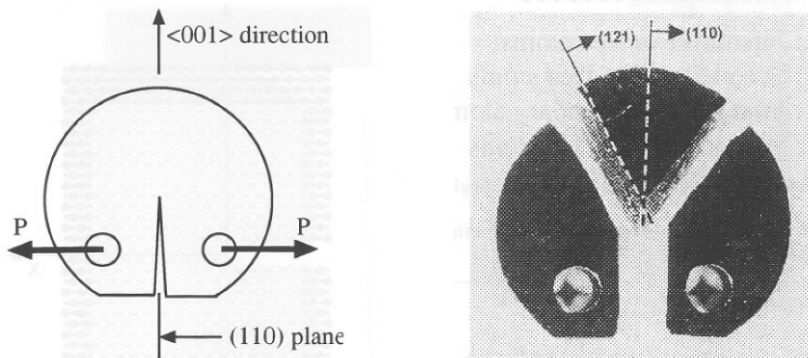 <001> direction
P
P
(110) plane
(121)
(110)